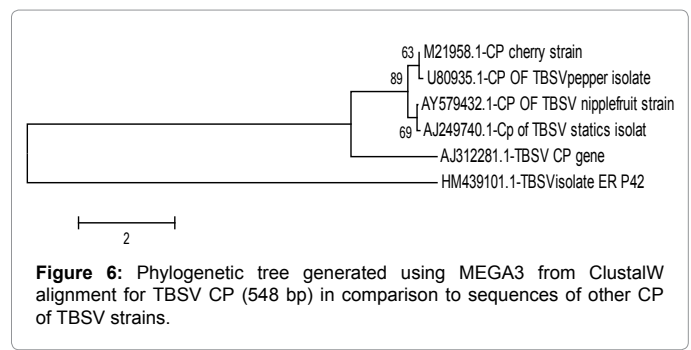 63
M21958.1-CP cherry strain
89
U80935.1-CP OF TBSVpepper isolate
AY579432.1-CP OF TBSV nipplefruit strain
69
AJ249740.1-Cp of TBSV statics isolat
AJ312281.1-TBSV CP gene
HM439101.1-TBSVisolate ER P42
2
Figure 6: Phylogenetic tree generated using MEGA3 from ClustalW
alignment for TBSV CP (548 bp) in comparison to sequences of other CP
of TBSV strains.